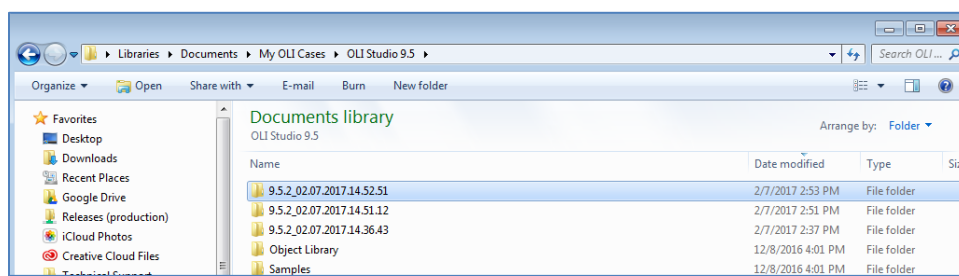 Libraries Documents My OLI Cases OLI Studio 9.5 Search OLI ...
Organize Open Share with E-mail Burn New folder
Favorites
Desktop
Downloads
Recent Places
Google Drive
Releases (production)
iCloud Photos
Creative Cloud Files
Technical Support
Documents library
OLI Studio 9.5
Arrange by: Folder
Name Date modified Type Siz
9.5.2_02.07.2017.14.52.51 2/7/2017 2:53 PM File folder
9.5.2_02.07.2017.14.51.12 2/7/2017 2:51 PM File folder
9.5.2_02.07.2017.14.36.43 2/7/2017 2:37 PM File folder
Object Library 12/8/2016 4:01 PM File folder
Samples 12/8/2016 4:01 PM File folder